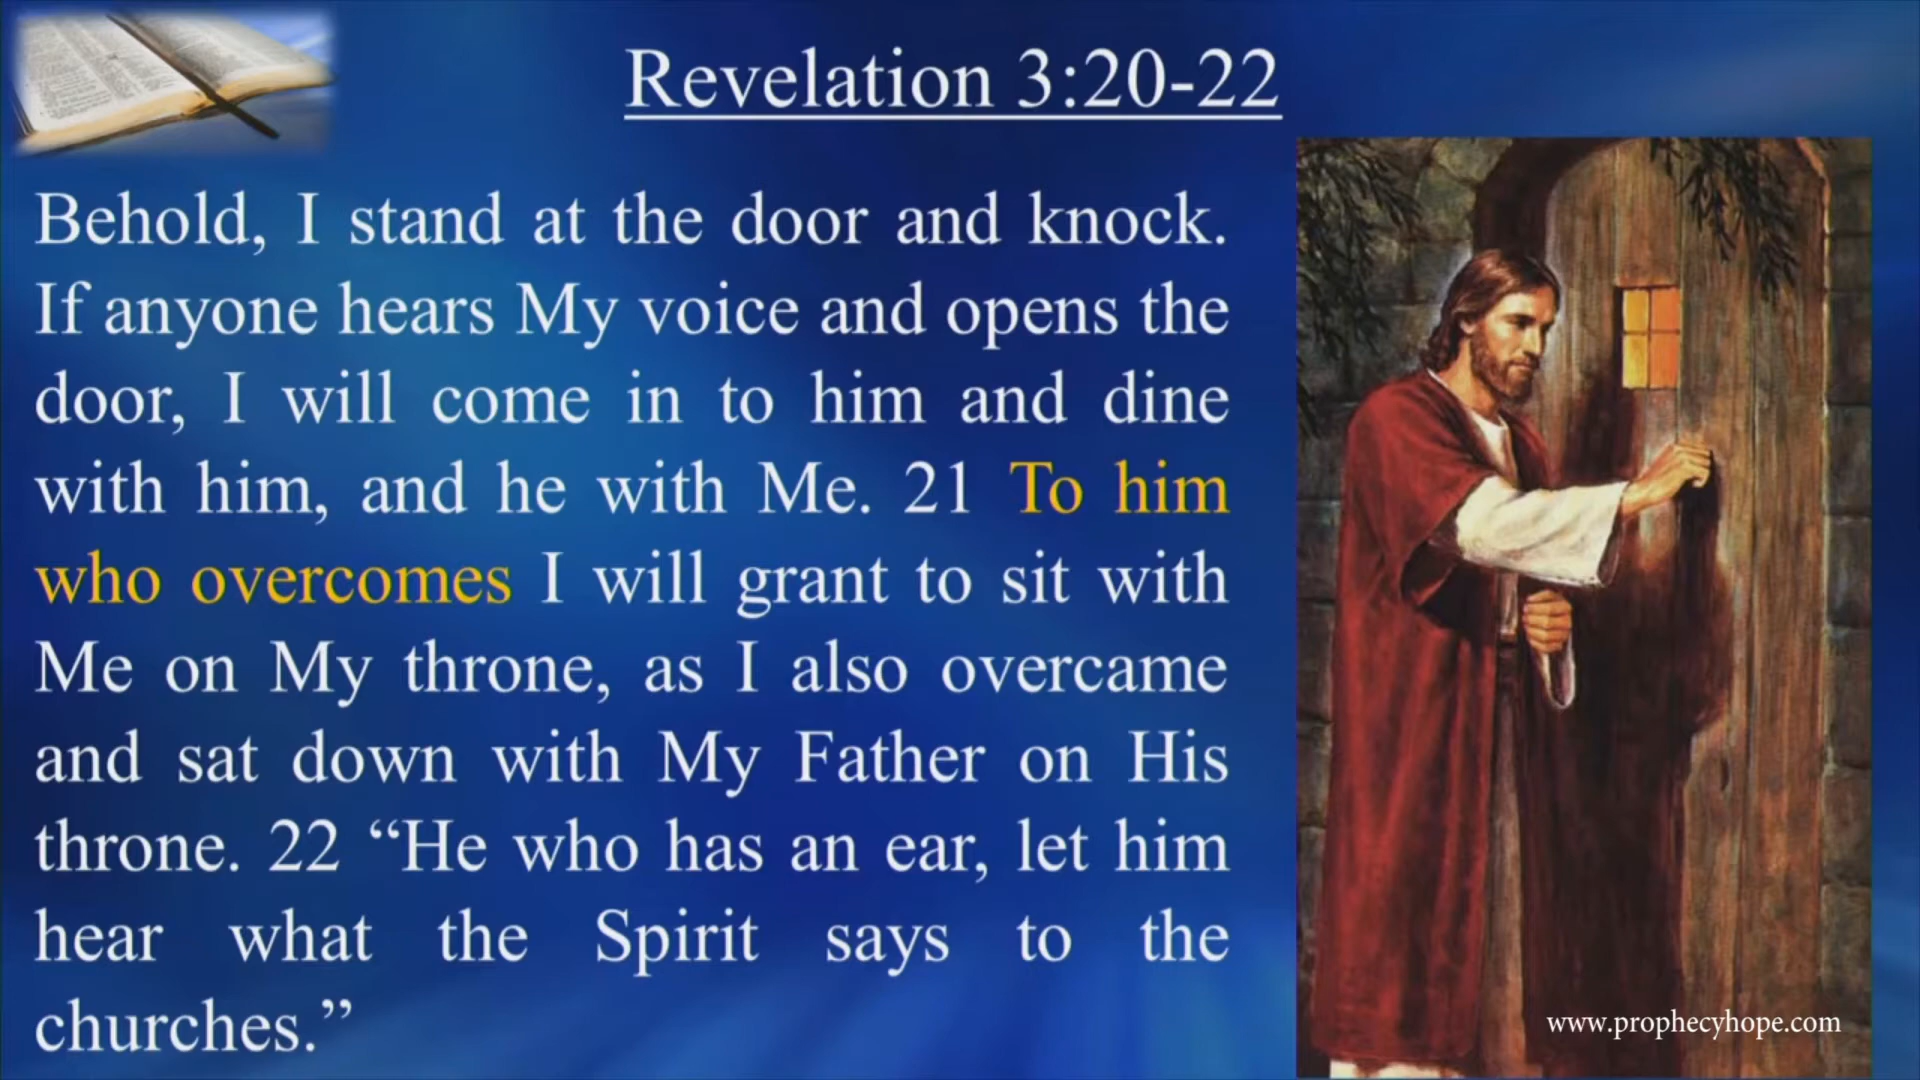 Revelation 3:20-22
Behold, I stand at the door and knock.
If anyone hears My voice and opens the
door, I will come in to him and dine
with him, and he with Me. 21 To him
who overcomes I will grant to sit with
Me on My throne, as I also overcame
and sat down with My Father on His
throne. 22 “He who has an ear, let him
hear what the Spirit says to the
churches.”
www.prophecyhope.com